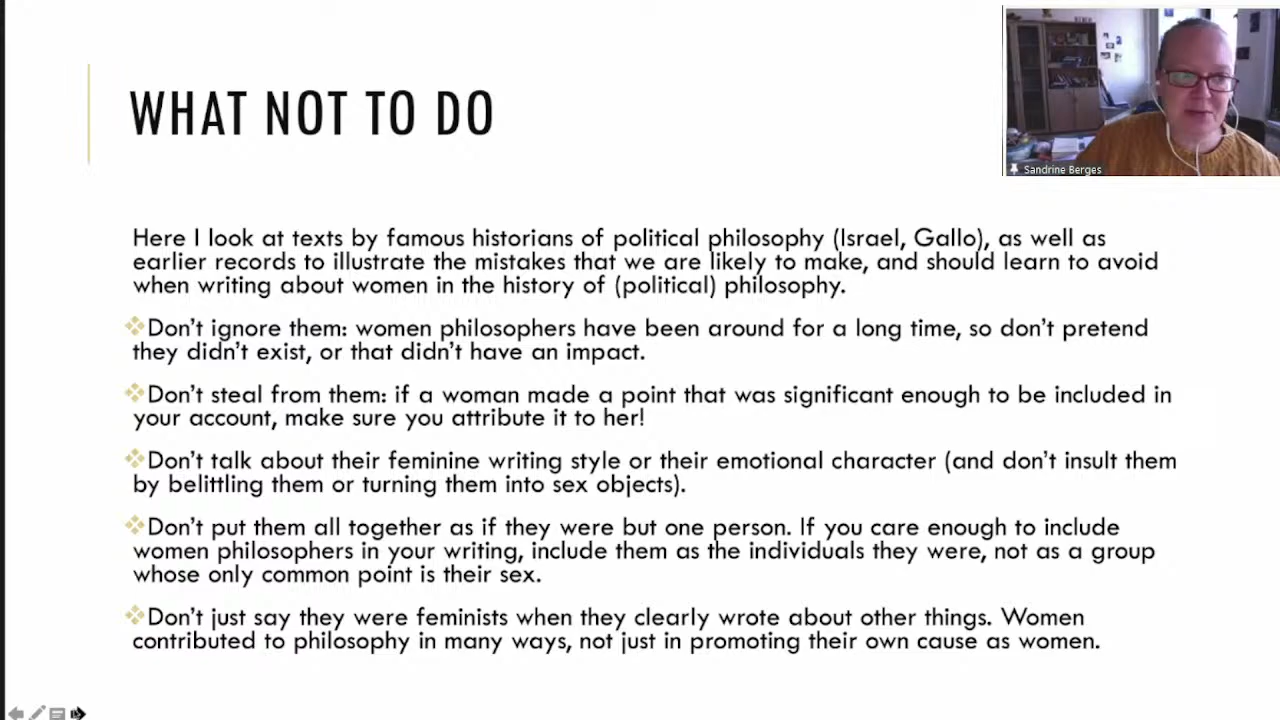 WHAT NOT TO DO
Sandrine Berges
Here I look at texts by famous historians of political philosophy (Israel, Gallo), as well as
earlier records to illustrate the mistakes that we are likely to make, and should learn to avoid
when writing about women in the history of (political) philosophy.
Don't ignore them: women philosophers have been around for a long time, so don't pretend
they didn't exist, or that didn't have an impact.
Don't steal from them: if a woman made a point that was significant enough to be included in
your account, make sure you attribute it to her!
Don't talk about their feminine writing style or their emotional character (and don't insult them
by belittling them or turning them into sex objects).
Don't put them all together as if they were but one person. If you care enough to include
women philosophers in your writing, include them as the individuals they were, not as a group
whose only common point is their sex.
Don't just say they were feminists when they clearly wrote about other things. Women
contributed to philosophy in many ways, not just in promoting their own cause as women.